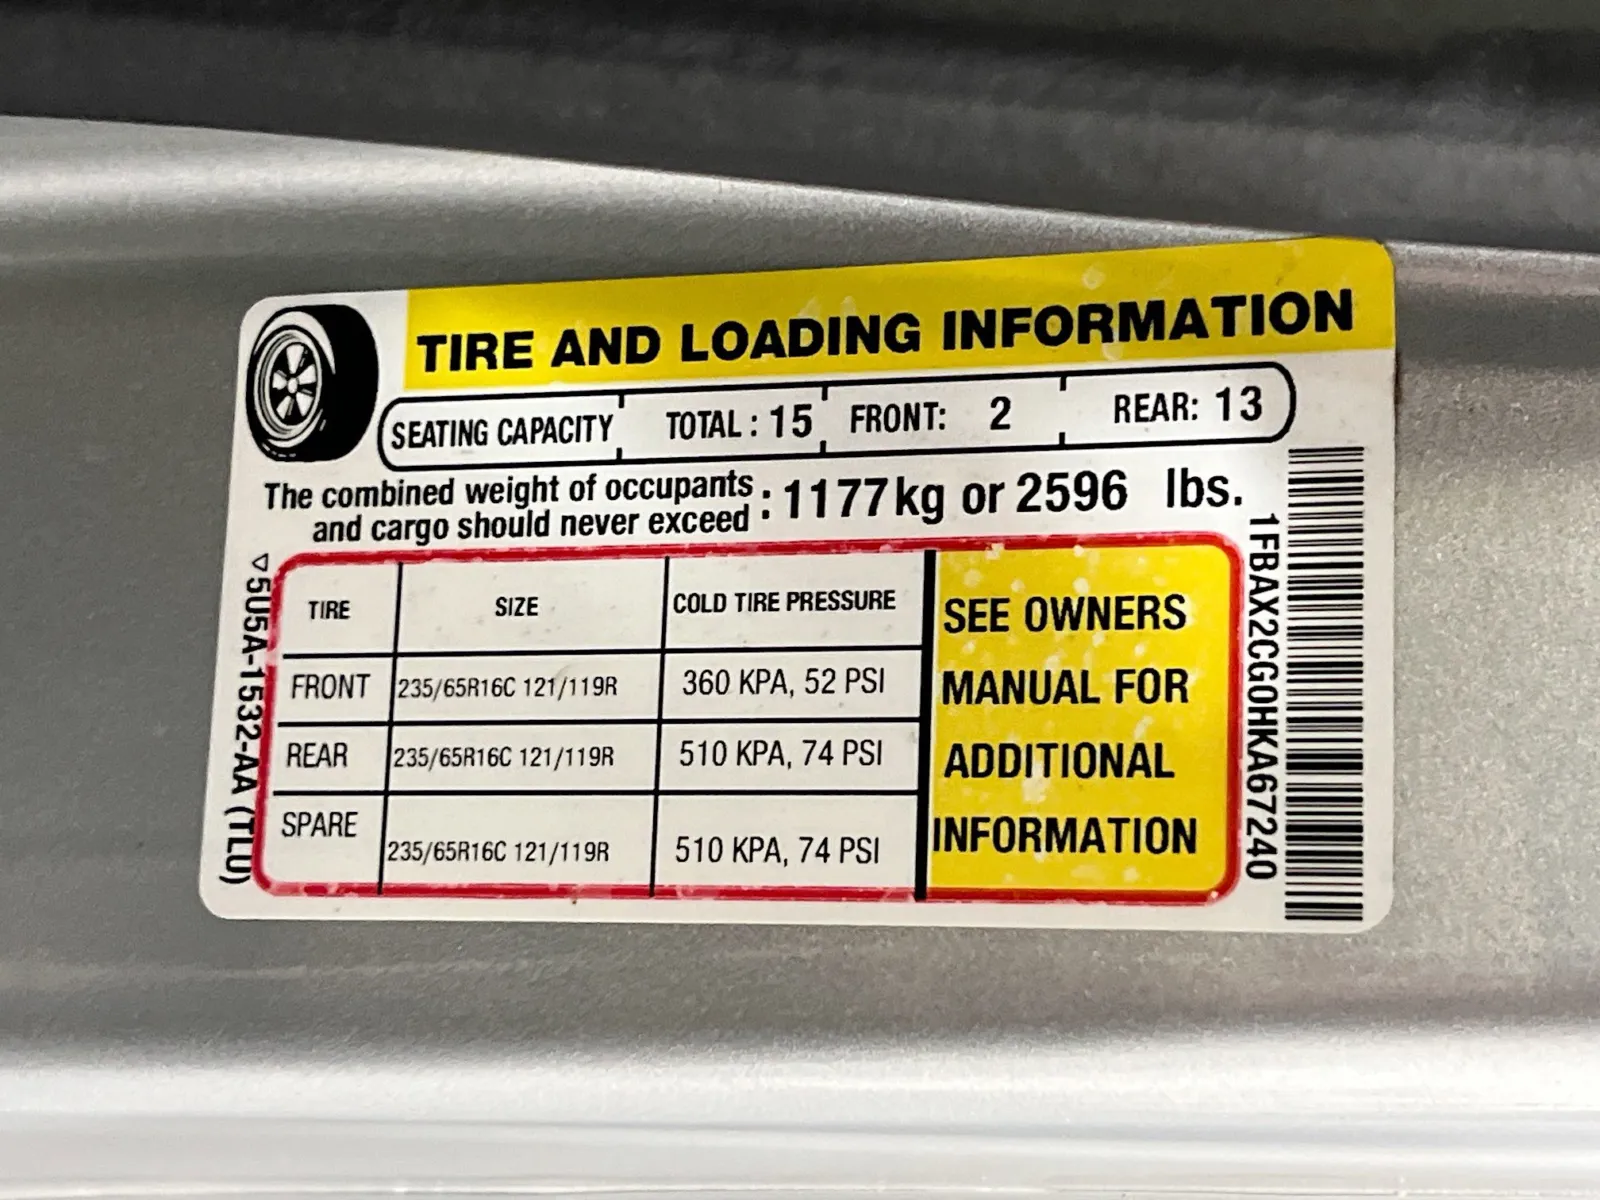 TIRE AND LOADING INFORMATION
SEATING CAPACITY TOTAL : 15 FRONT: 2 REAR: 13
The combined weight of occupants
and cargo should never exceed : 1177kg or 2596 lbs.
TIRE SIZE COLD TIRE PRESSURE
FRONT 235/65R16C 121/119R 360 KPA, 52 PSI
REAR 235/65R16C 121/119R 510 KPA, 74 PSI
SPARE 235/65R16C 121/119R 510 KPA, 74 PSI
SEE OWNERS
MANUAL FOR
ADDITIONAL
INFORMATION
▽5U5A-1532-AA (TLU)
1FBAX2CG0HKA67240